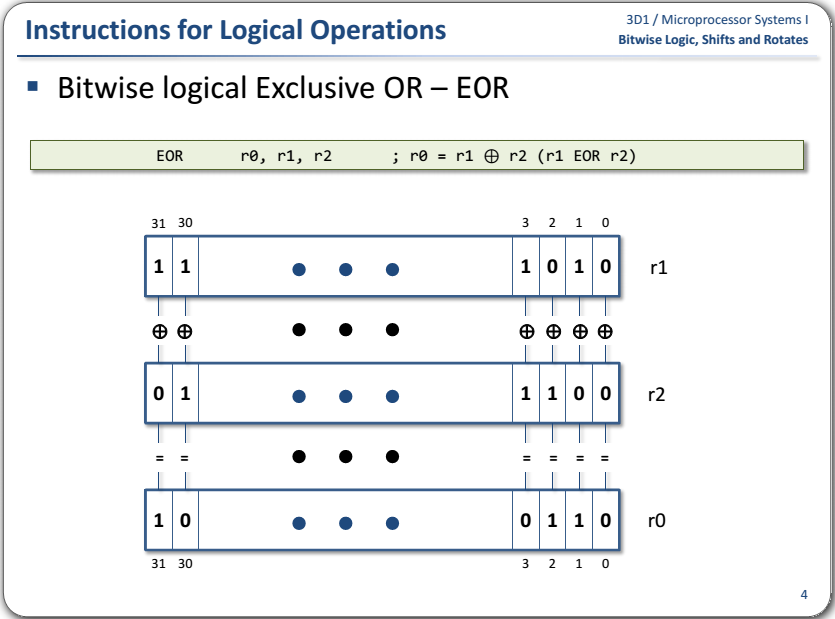 Instructions for Logical Operations
3D1 / Microprocessor Systems I
Bitwise Logic, Shifts and Rotates
▪ Bitwise logical Exclusive OR – EOR
EOR r0, r1, r2 ; r0 = r1 ⊕ r2 (r1 EOR r2)
31 30 3 2 1 0
1 1 • • • 1 0 1 0 r1
⊕ ⊕ • • • ⊕ ⊕ ⊕ ⊕
0 1 • • • 1 1 0 0 r2
= = • • • = = = =
1 0 • • • 0 1 1 0 r0
31 30 3 2 1 0
4